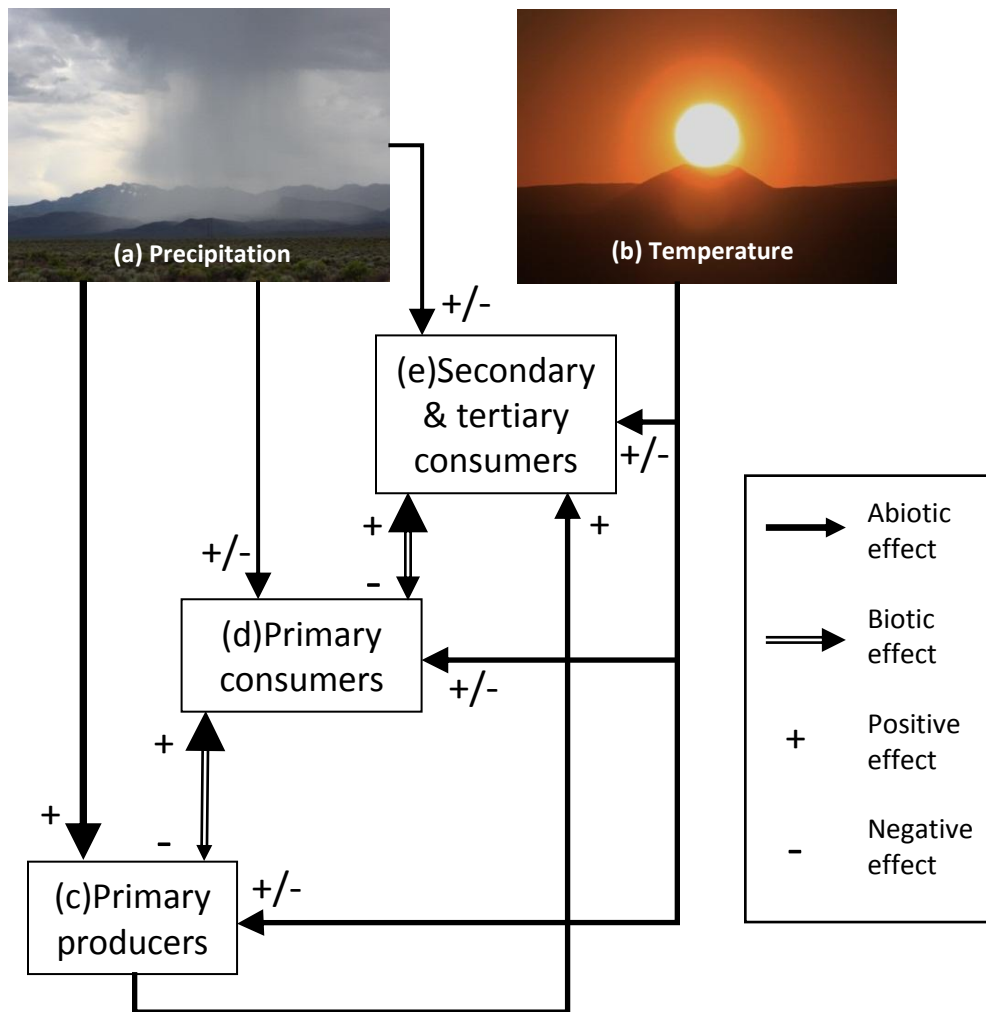 (a) Precipitation
(b) Temperature
+/-
(e)Secondary
& tertiary
consumers
+/-
+
+
+/-
-
(d)Primary
consumers
+/-
+
+
-
(c)Primary
producers
+/-
Abiotic
effect
Biotic
effect
+
Positive
effect
-
Negative
effect